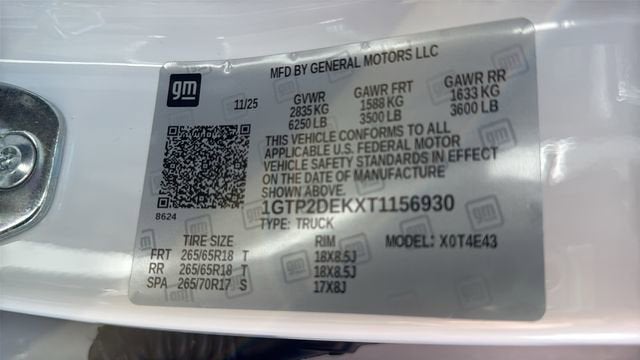 MFD BY GENERAL MOTORS LLC
gm
11/25
GVWR GAWR FRT GAWR RR
2835 KG 1588 KG 1633 KG
6250 LB 3500 LB 3600 LB
THIS VEHICLE CONFORMS TO ALL
APPLICABLE U.S. FEDERAL MOTOR
VEHICLE SAFETY STANDARDS IN EFFECT
ON THE DATE OF MANUFACTURE
SHOWN ABOVE.
8624
1GTP2DEKXT1156930
TYPE: TRUCK
TIRE SIZE RIM MODEL: X0T4E43
FRT 265/65R18 T 18X8.5J
RR 265/65R18 T 18X8.5J
SPA 265/70R17 S 17X8J